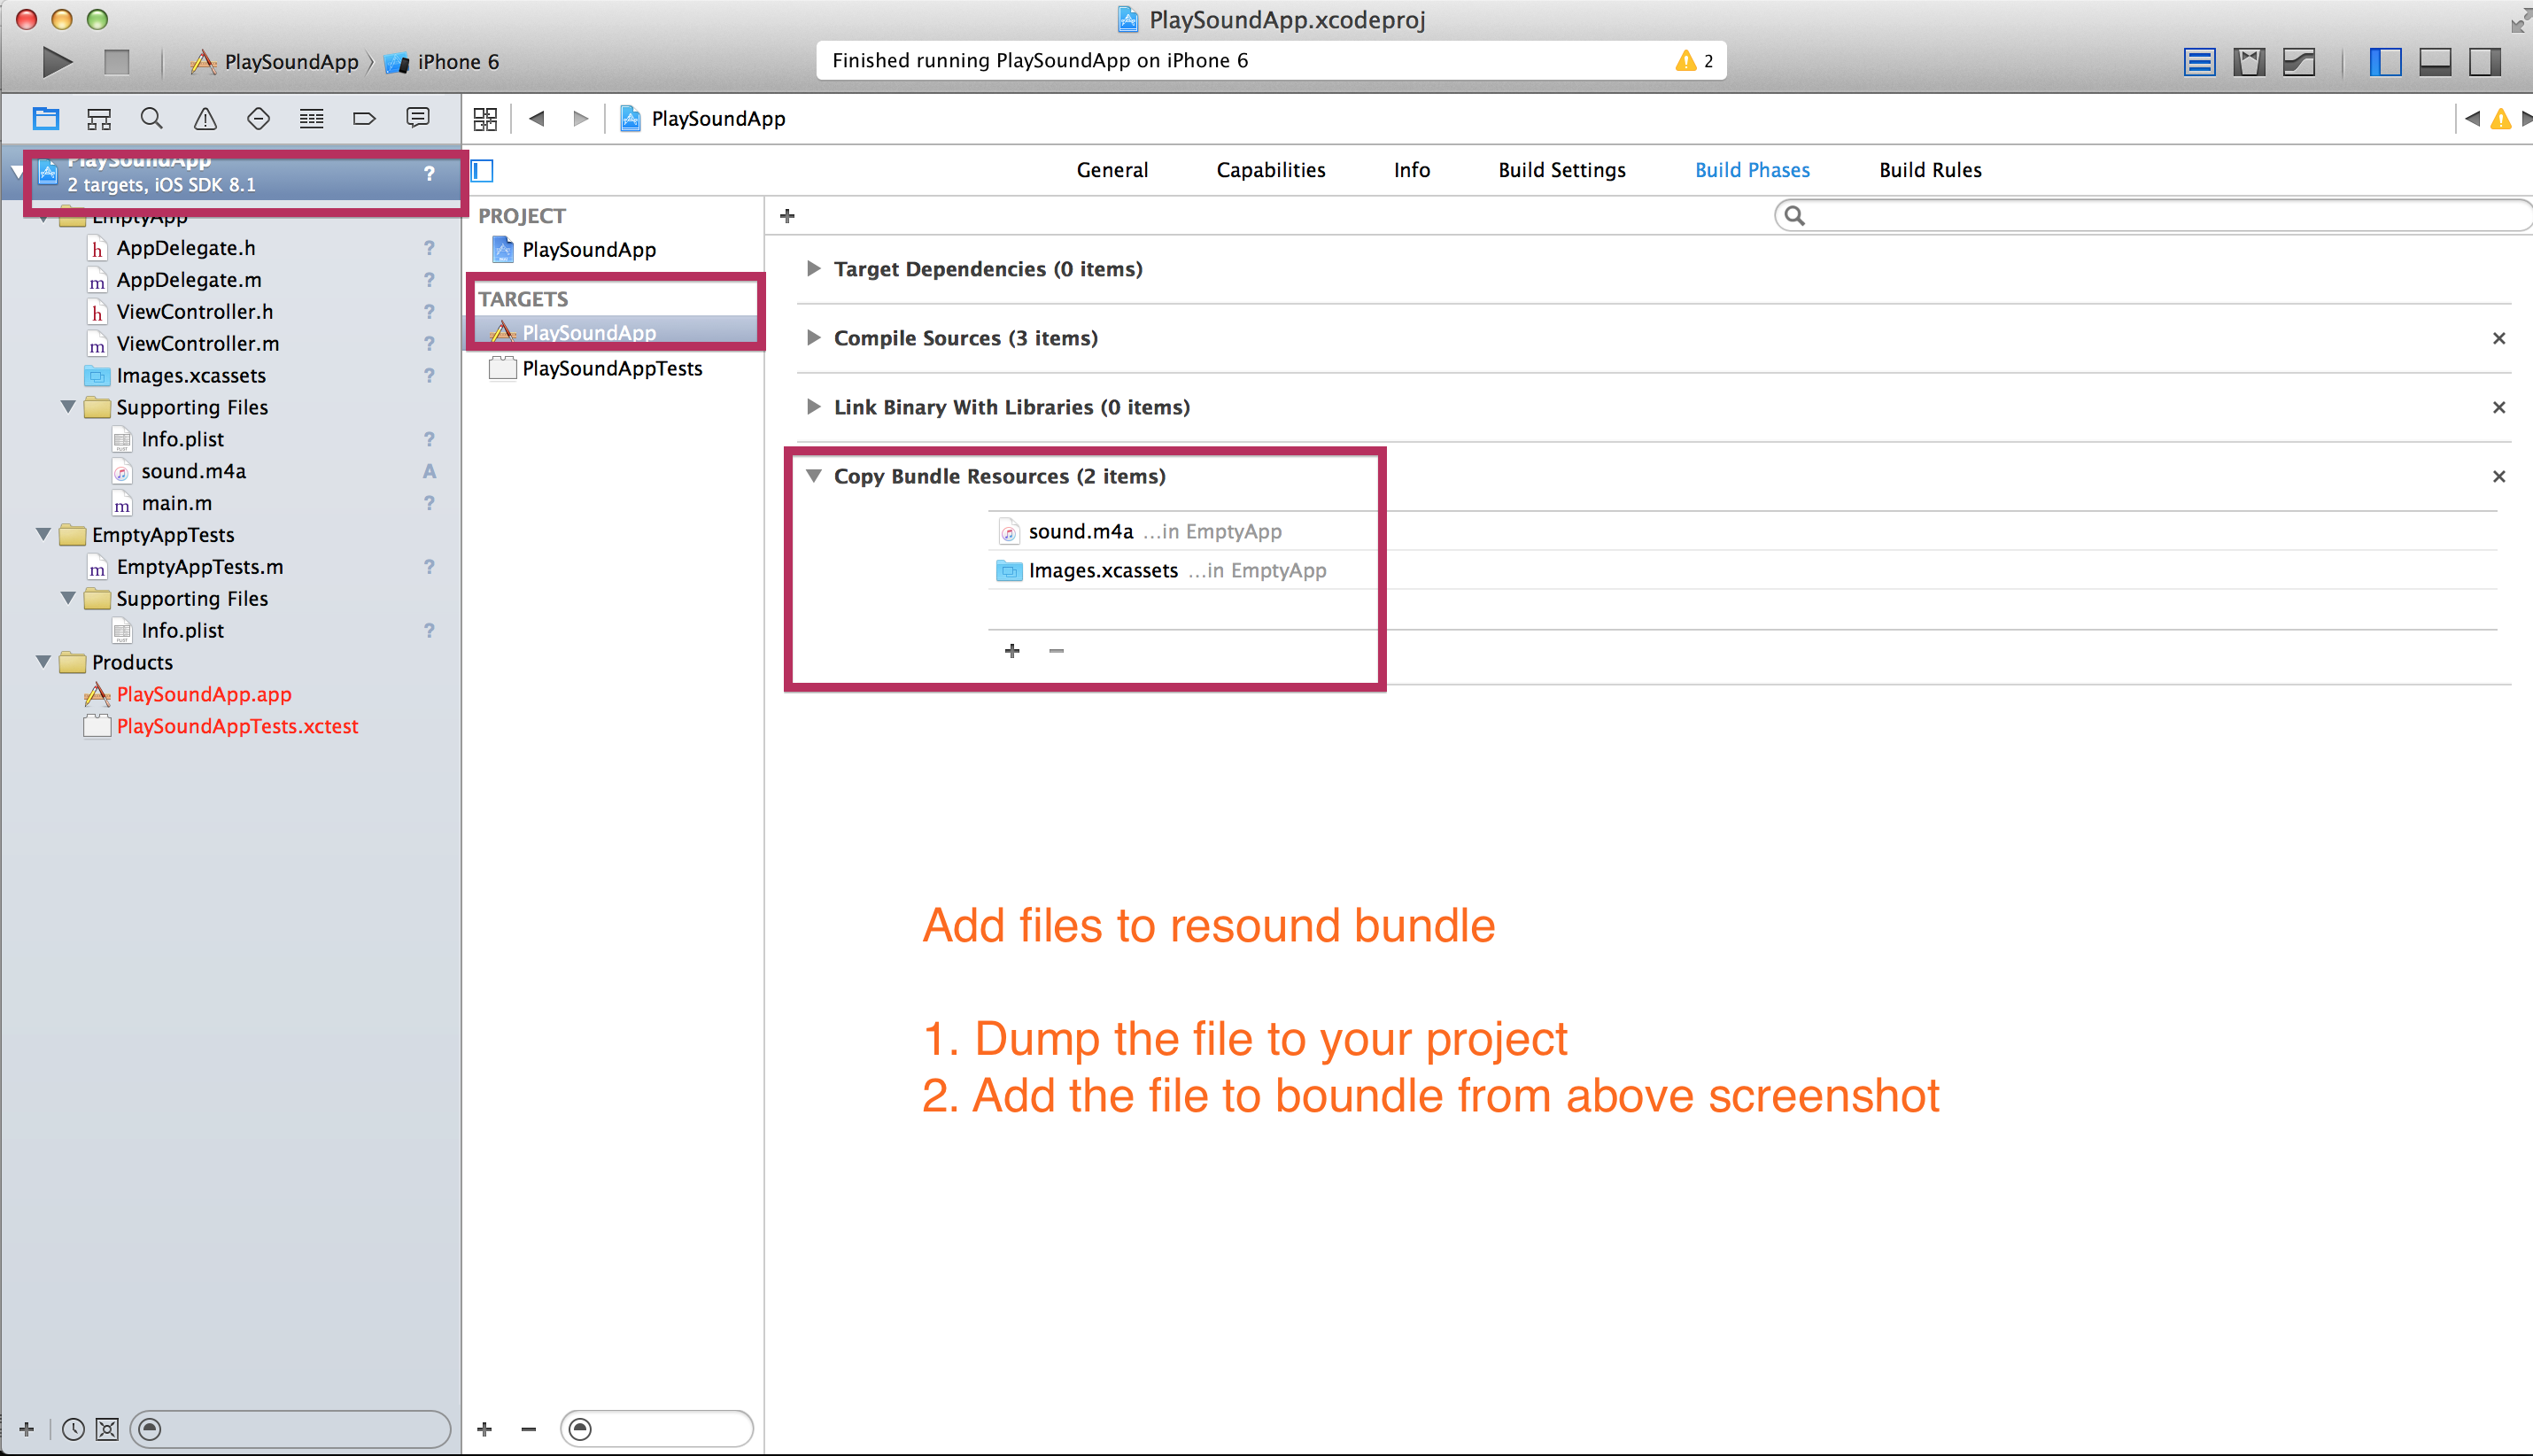 PlaySoundApp.xcodeproj
PlaySoundApp
iPhone 6
Finished running PlaySoundApp on iPhone 6
2
PlaySoundApp
PlaySoundApp
?
2 targets, iOS SDK 8.1
General
Capabilities
Info
Build Settings
Build Phases
Build Rules
EmptyApp
AppDelegate.h ?
AppDelegate.m ?
ViewController.h ?
ViewController.m ?
Images.xcassets ?
Supporting Files
Info.plist ?
sound.m4a A
main.m ?
EmptyAppTests
EmptyAppTests.m ?
Supporting Files
Info.plist ?
Products
PlaySoundApp.app
PlaySoundAppTests.xctest
PROJECT
PlaySoundApp
TARGETS
PlaySoundApp
PlaySoundAppTests
Target Dependencies (0 items)
Compile Sources (3 items)
Link Binary With Libraries (0 items)
Copy Bundle Resources (2 items)
sound.m4a ...in EmptyApp
Images.xcassets ...in EmptyApp
Add files to resound bundle
1. Dump the file to your project
2. Add the file to boundle from above screenshot